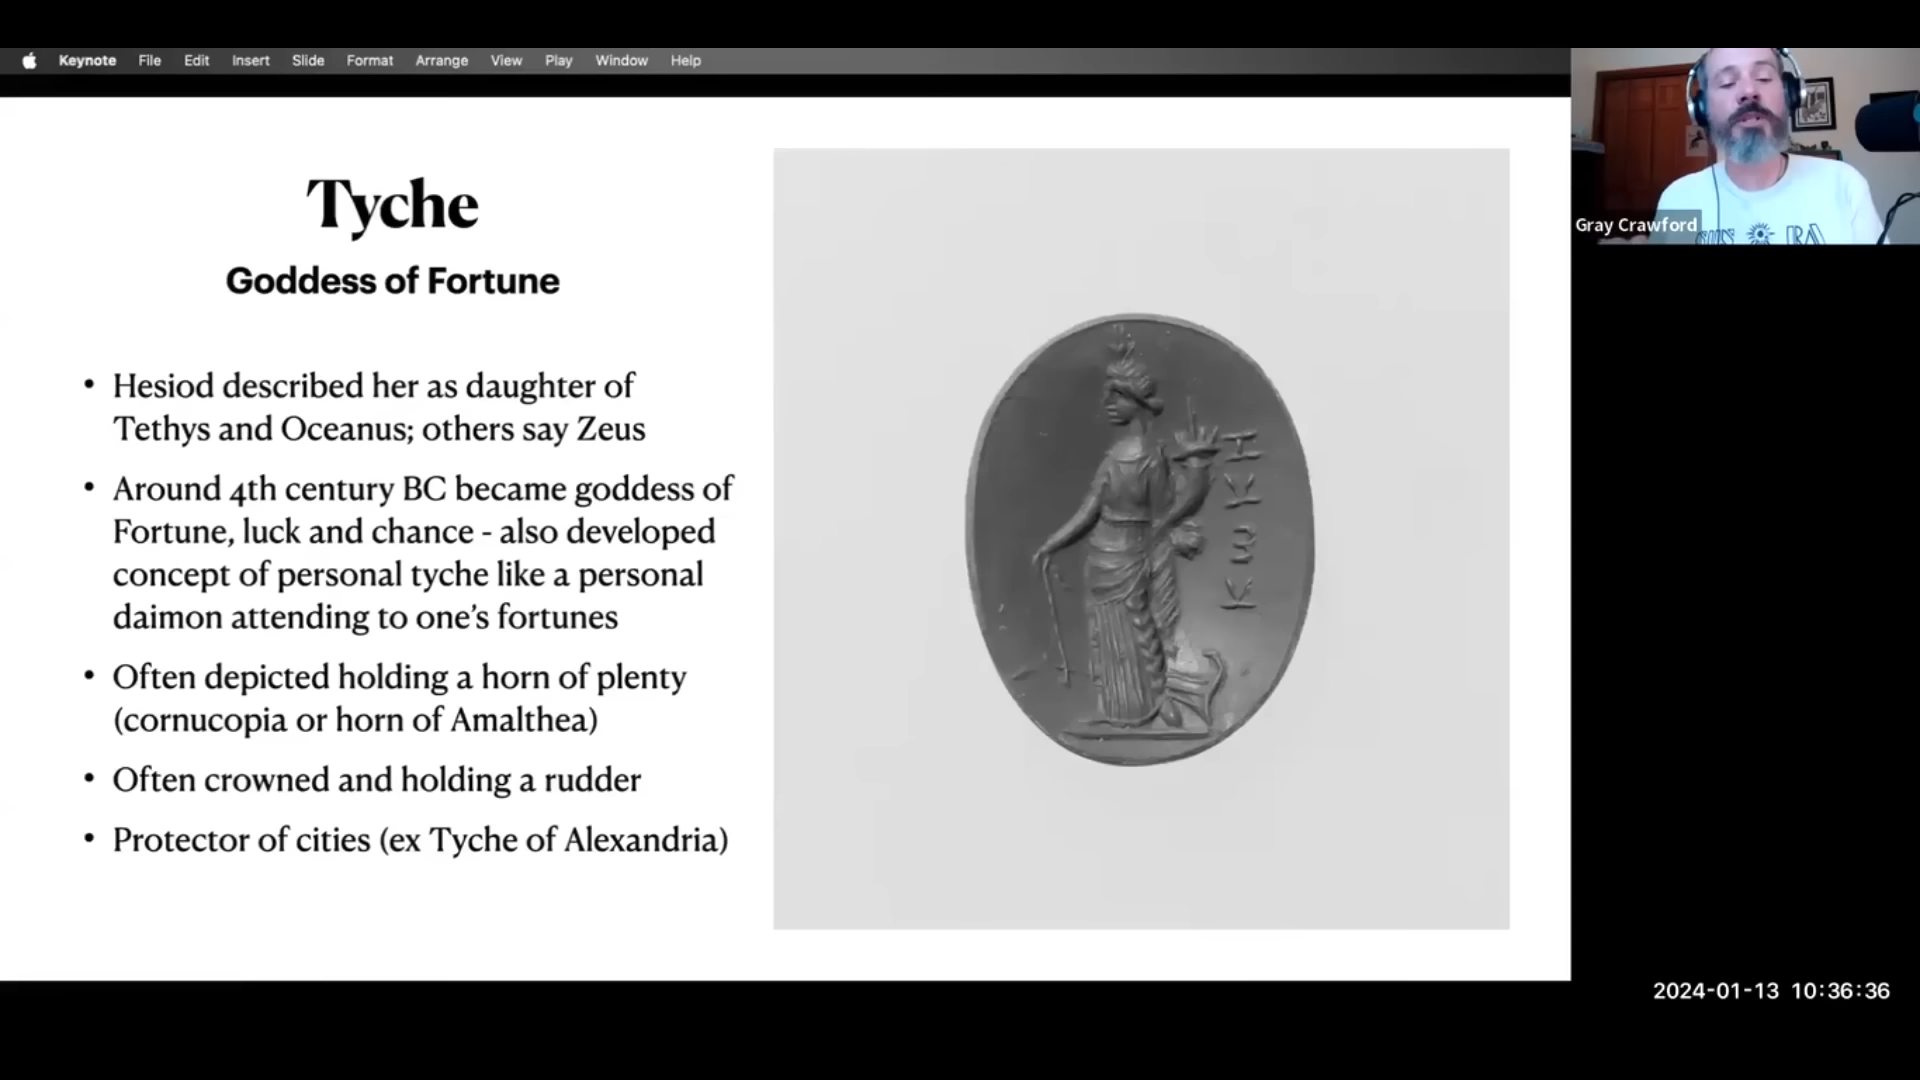 Keynote File Edit Insert Slide Format Arrange View Play Window Help
Tyche
Goddess of Fortune
• Hesiod described her as daughter of
Tethys and Oceanus; others say Zeus
• Around 4th century BC became goddess of
Fortune, luck and chance - also developed
concept of personal tyche like a personal
daimon attending to one's fortunes
• Often depicted holding a horn of plenty
(cornucopia or horn of Amalthea)
• Often crowned and holding a rudder
• Protector of cities (ex Tyche of Alexandria)
Gray Crawford
2024-01-13 10:36:36